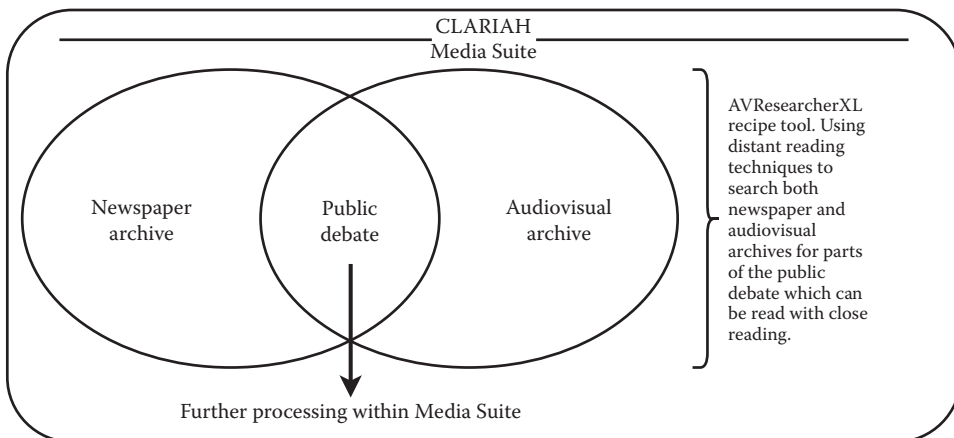 CLARIAH
Media Suite
Newspaper
archive
Public
debate
Audiovisual
archive
AVResearcherXL
recipe tool. Using
distant reading
techniques to
search both
newspaper and
audiovisual
archives for parts
of the public
debate which can
be read with close
reading.
Further processing within Media Suite